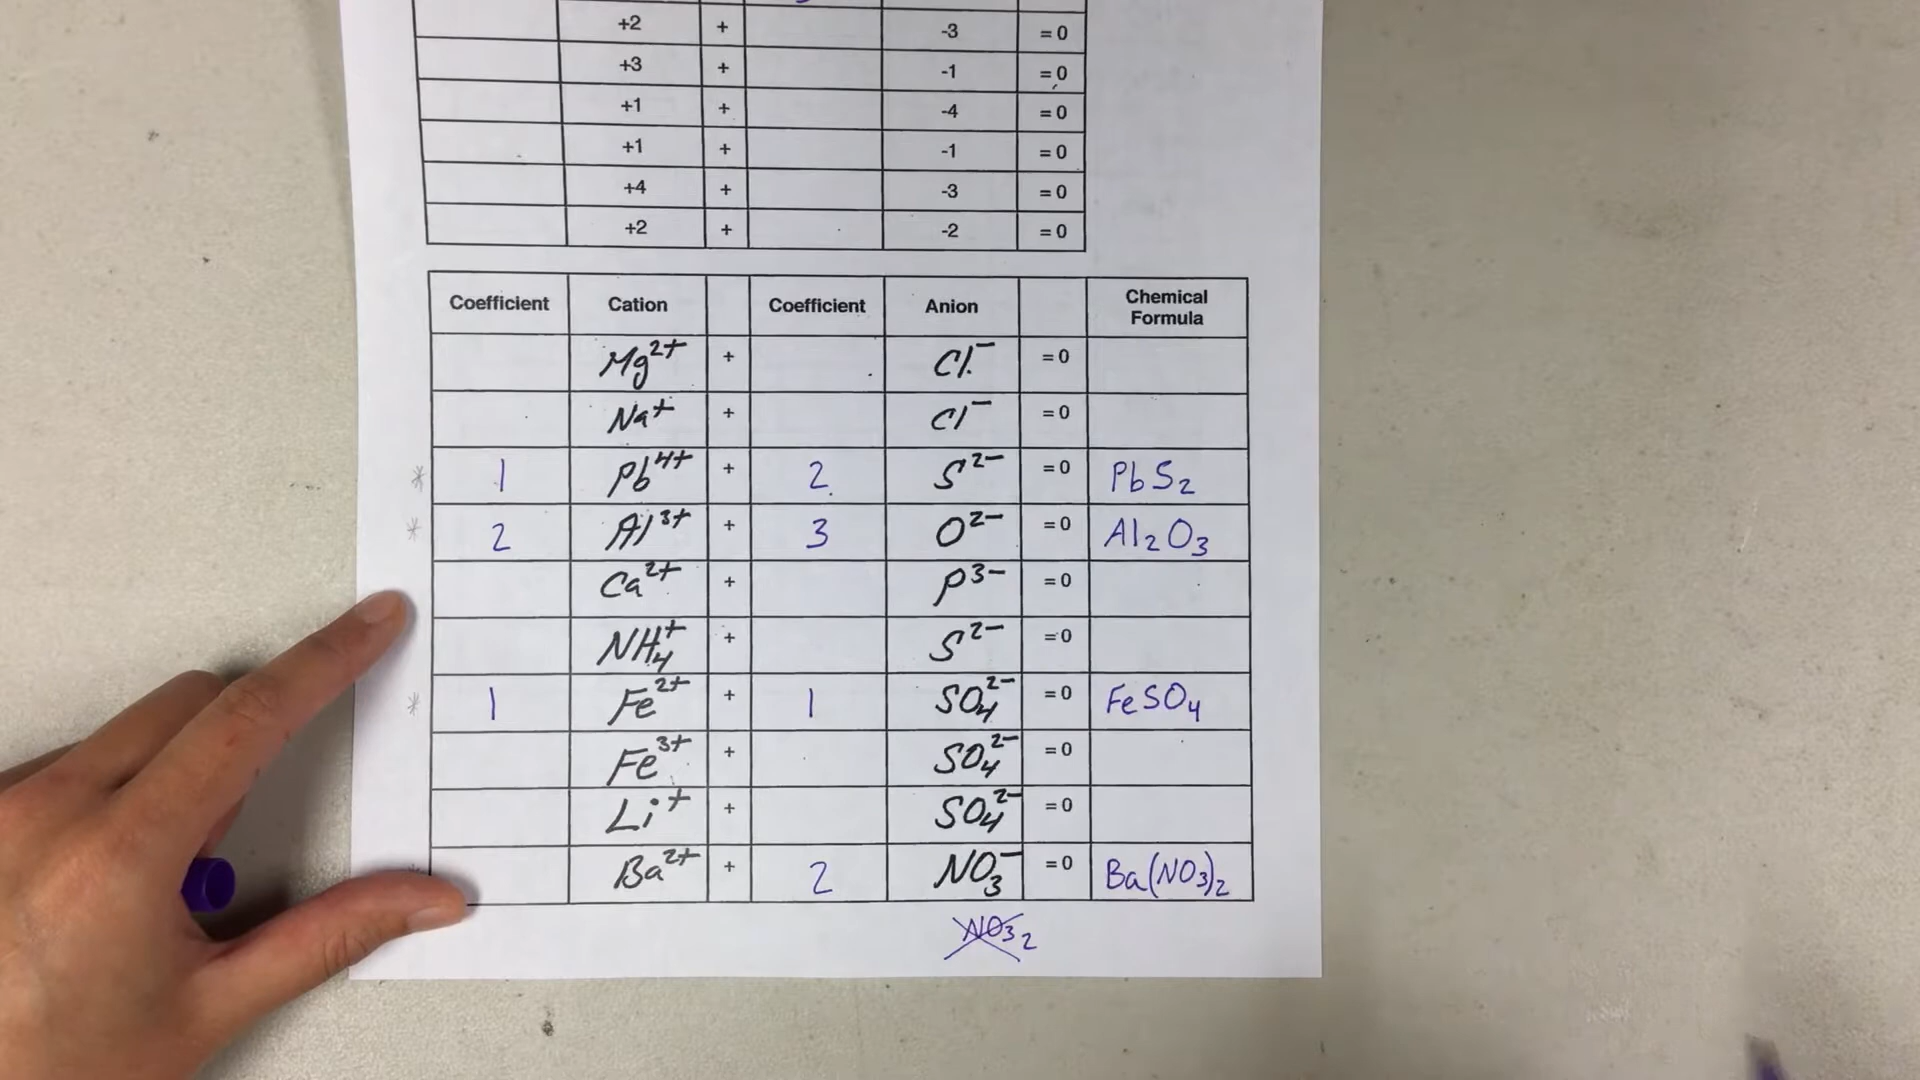 +2 + -3 = 0
+3 + -1 = 0
+1 + -4 = 0
+1 + -1 = 0
+4 + -3 = 0
+2 + -2 = 0
Coefficient Cation Coefficient Anion Chemical Formula
Mg²⁺ + Cl⁻ = 0
Na⁺ + Cl⁻ = 0
* 1 Pb⁴⁺ + 2 S²⁻ = 0 PbS₂
* 2 Al³⁺ + 3 O²⁻ = 0 Al₂O₃
Ca²⁺ + P³⁻ = 0
NH₄⁺ + S²⁻ = 0
* 1 Fe²⁺ + 1 SO₄²⁻ = 0 FeSO₄
Fe³⁺ + SO₄²⁻ = 0
Li⁺ + SO₄²⁻ = 0
Ba²⁺ + 2 NO₃⁻ = 0 Ba(NO₃)₂
NO₃₂